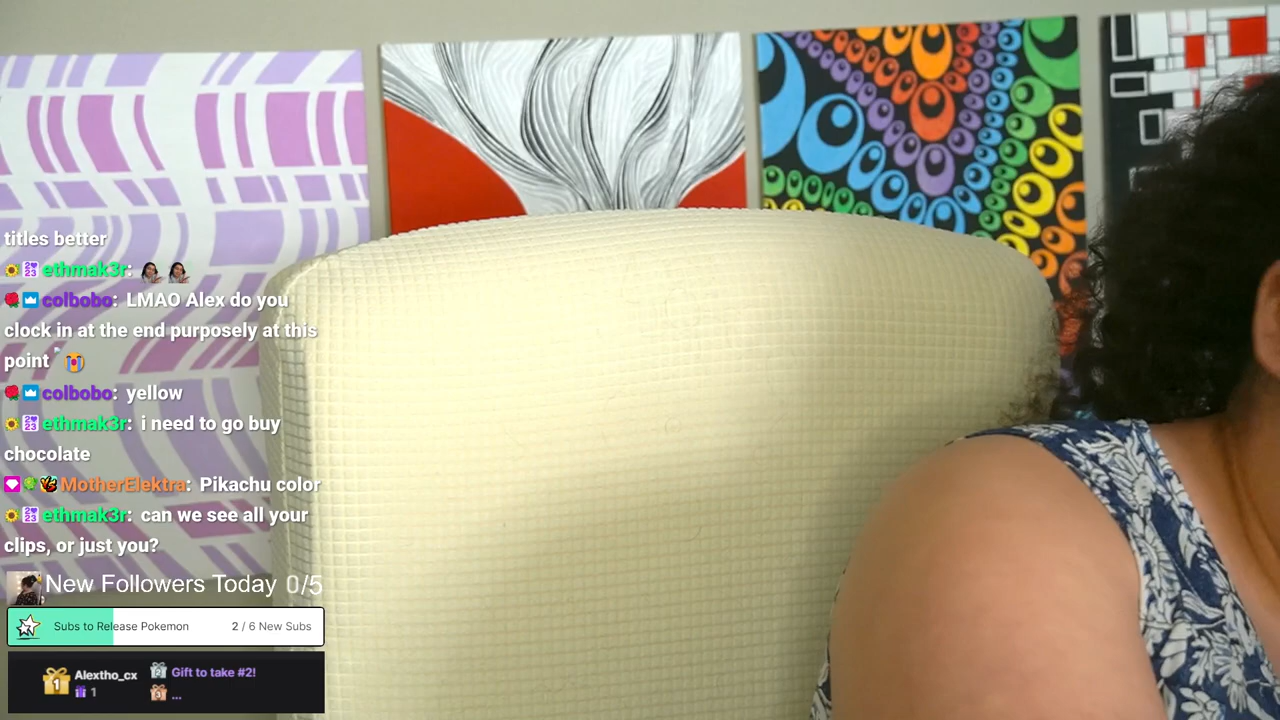 titles better
ethmak3r:
colbobo: LMAO Alex do you
clock in at the end purposely at this
point
colbobo: yellow
ethmak3r: i need to go buy
chocolate
MotherElektra: Pikachu color
ethmak3r: can we see all your
clips, or just you?
New Followers Today 0/5
Subs to Release Pokemon 2 / 6 New Subs
1 Alextho_cx
1
2 Gift to take #2!
3 ...